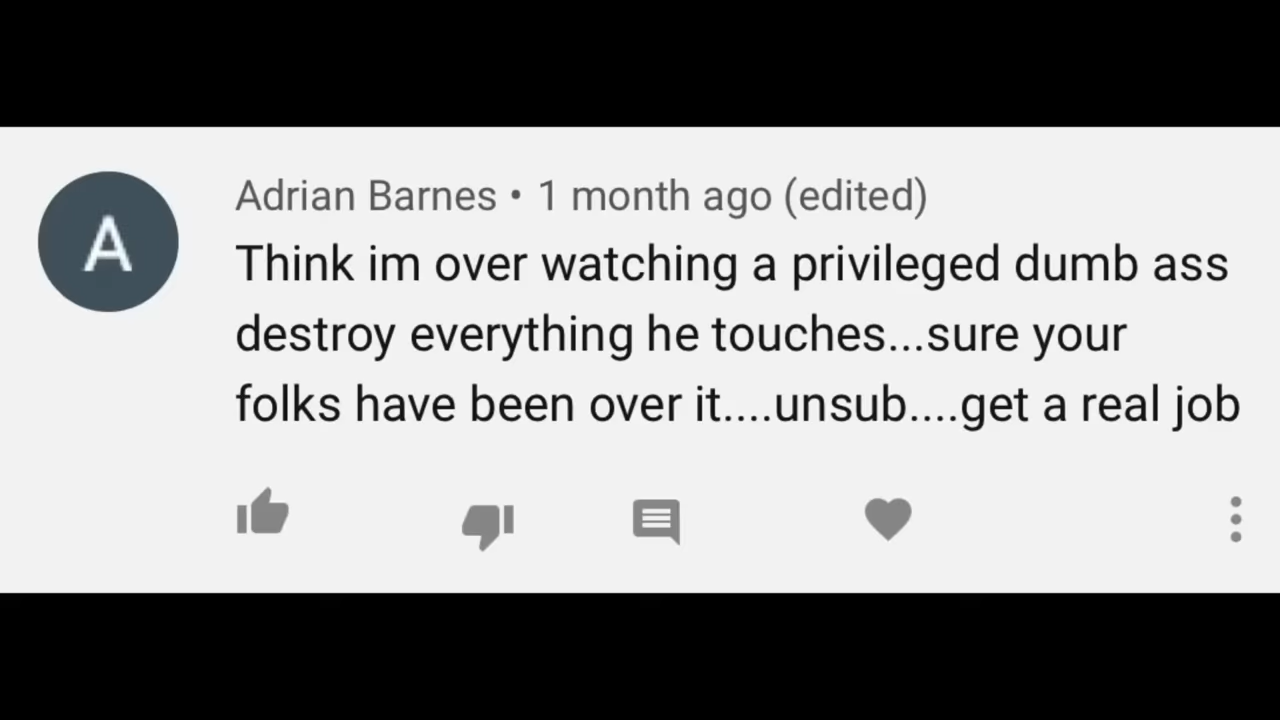 A
Adrian Barnes • 1 month ago (edited)
Think im over watching a privileged dumb ass
destroy everything he touches...sure your
folks have been over it....unsub....get a real job